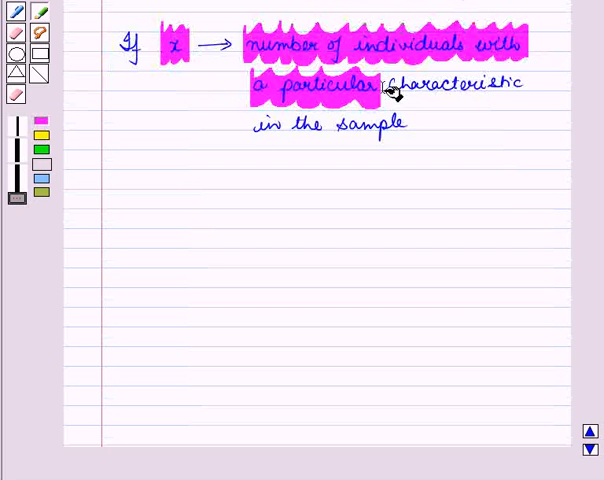 If x → number of individuals with
a particular characteristic
in the sample